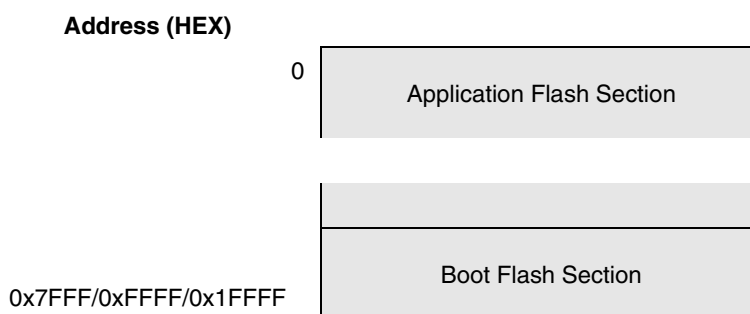 Address (HEX)
0
Application Flash Section
Boot Flash Section
0x7FFF/0xFFFF/0x1FFFF